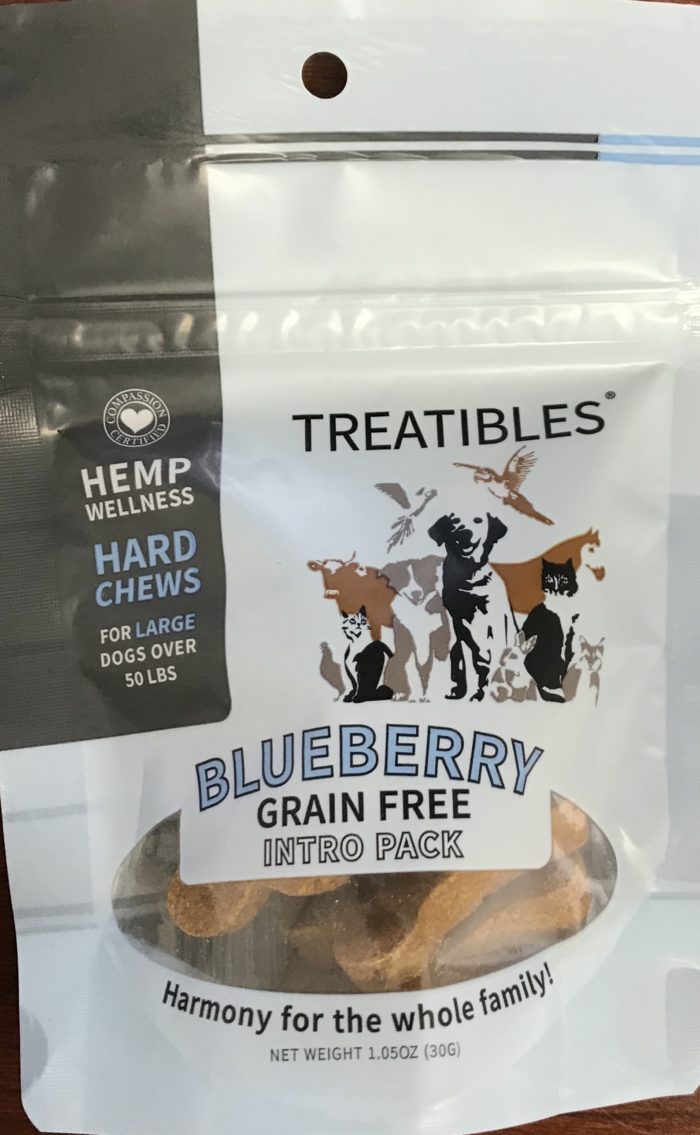 COMPASSION
CERTIFIED
HEMP
WELLNESS
HARD
CHEWS
FOR LARGE
DOGS OVER
50 LBS
TREATIBLES®
BLUEBERRY
GRAIN FREE
INTRO PACK
Harmony for the whole family!
NET WEIGHT 1.05OZ (30G)